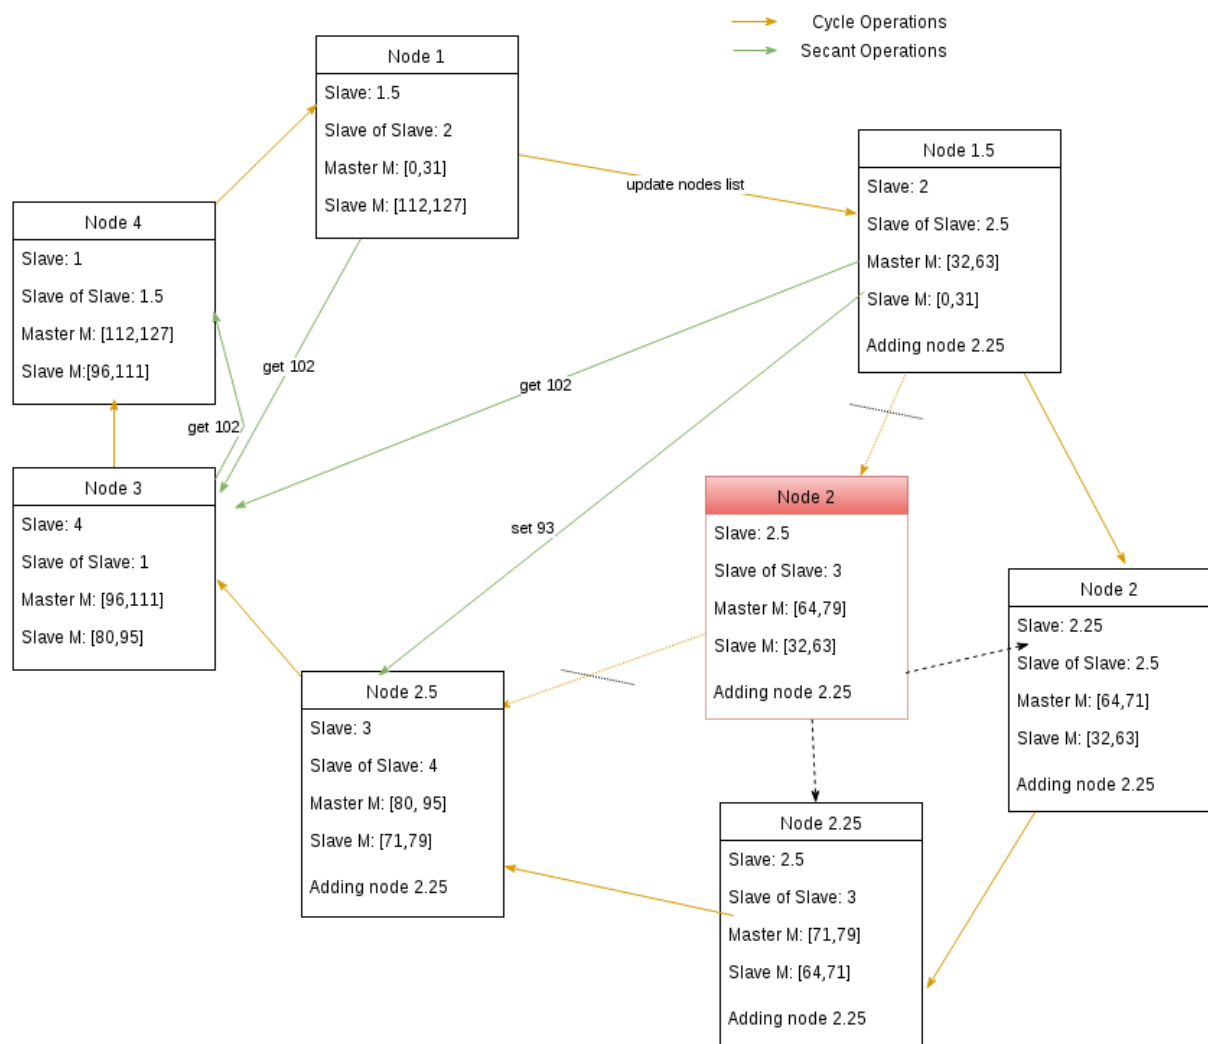 Cycle Operations
Secant Operations
Node 1
Slave: 1.5
Slave of Slave: 2
Master M: [0,31]
Slave M: [112,127]
update nodes list
Node 1.5
Slave: 2
Slave of Slave: 2.5
Master M: [32,63]
Slave M: [0,31]
Adding node 2.25
Node 4
Slave: 1
Slave of Slave: 1.5
Master M: [112,127]
Slave M:[96,111]
get 102
get 102
get 102
set 93
Node 3
Slave: 4
Slave of Slave: 1
Master M: [96,111]
Slave M: [80,95]
Node 2
Slave: 2.5
Slave of Slave: 3
Master M: [64,79]
Slave M: [32,63]
Adding node 2.25
Node 2
Slave: 2.25
Slave of Slave: 2.5
Master M: [64,71]
Slave M: [32,63]
Adding node 2.25
Node 2.5
Slave: 3
Slave of Slave: 4
Master M: [80, 95]
Slave M: [71,79]
Adding node 2.25
Node 2.25
Slave: 2.5
Slave of Slave: 3
Master M: [71,79]
Slave M: [64,71]
Adding node 2.25